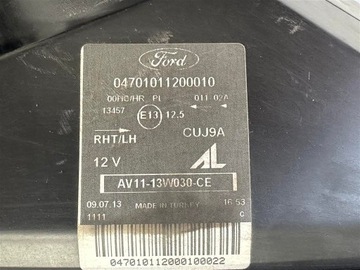 Ford
04701011200010
00HC/HR PL 011 02A
13457 E13 12.5
RHT/LH CUJ9A
12 V AL
AV11-13W030-CE
09.07.13 MADE IN TURKEY 16:53
1111 C
047010112000100022